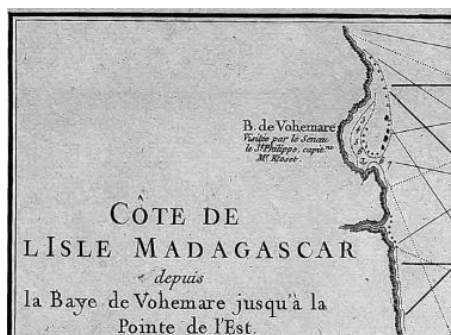 B. de Vohemare
Visitée par le Senau
le St. Philippe, capit.ne
Mr.
CÔTE DE
L'ISLE MADAGASCAR
depuis
la Baye de Vohemare jusqu'à la
Pointe de l'Est.